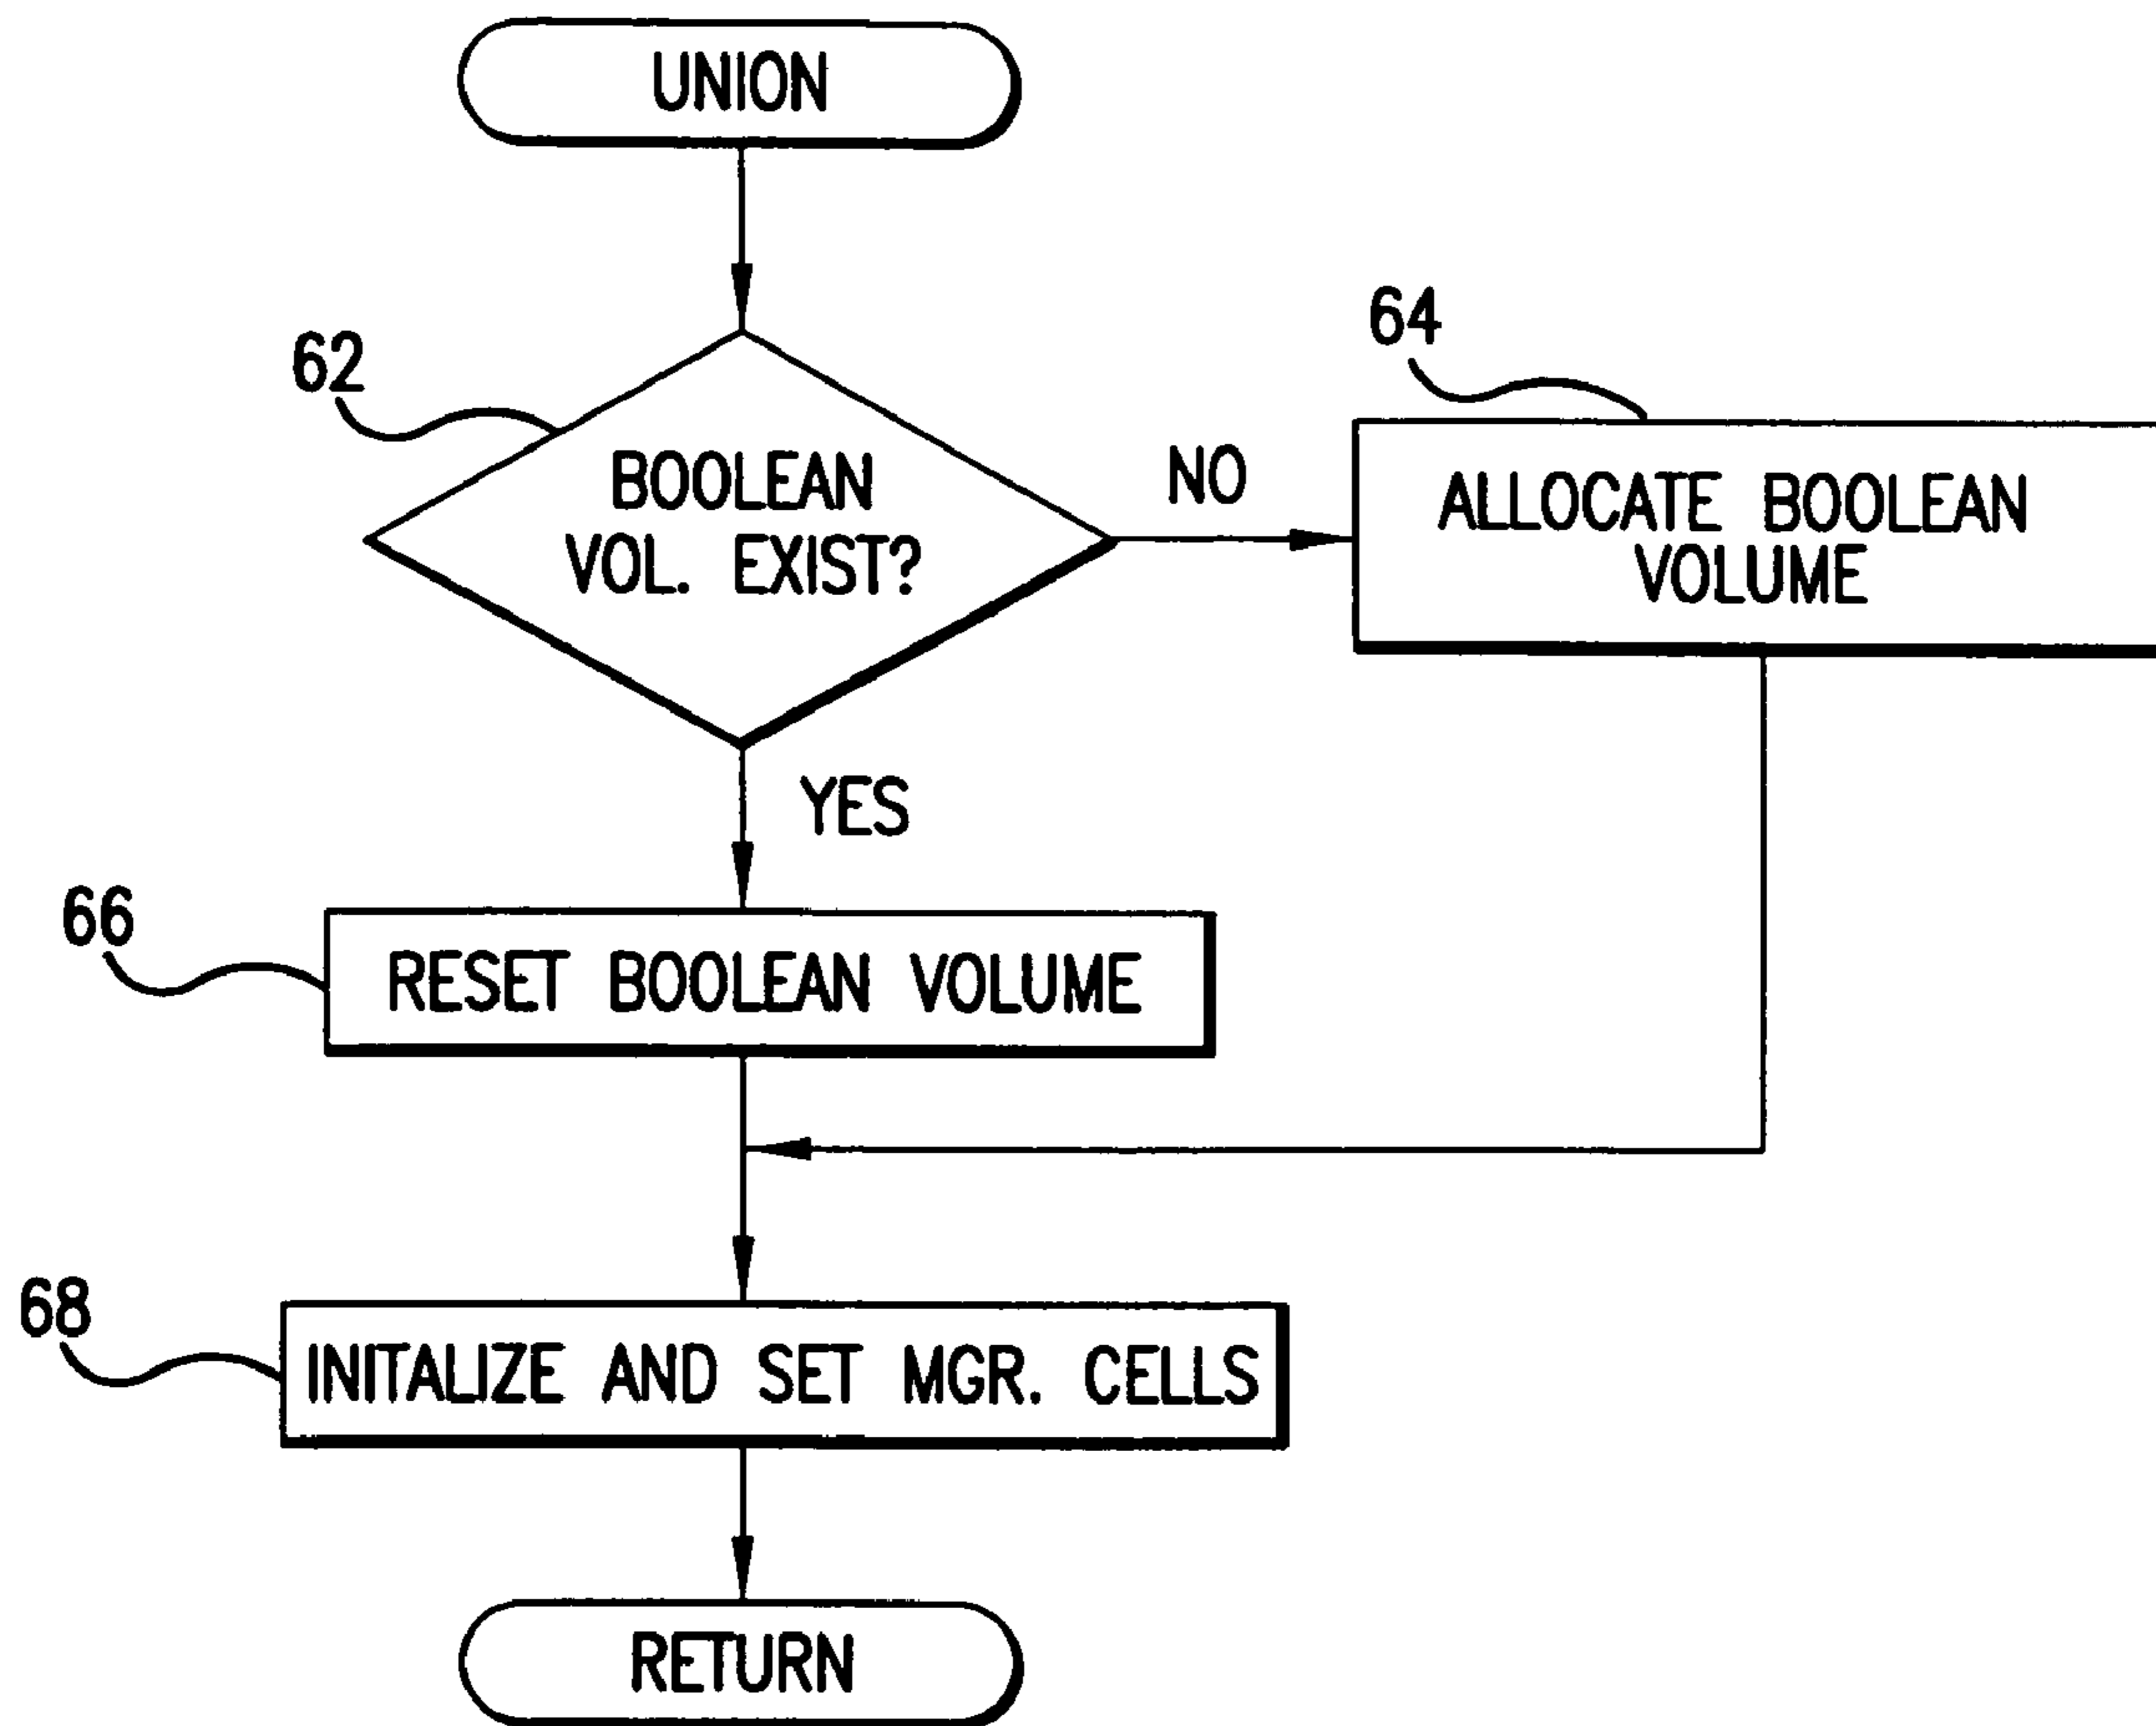 UNION
62
BOOLEAN
VOL. EXIST?
NO
64
ALLOCATE BOOLEAN
VOLUME
YES
66
RESET BOOLEAN VOLUME
68
INITALIZE AND SET MGR. CELLS
RETURN